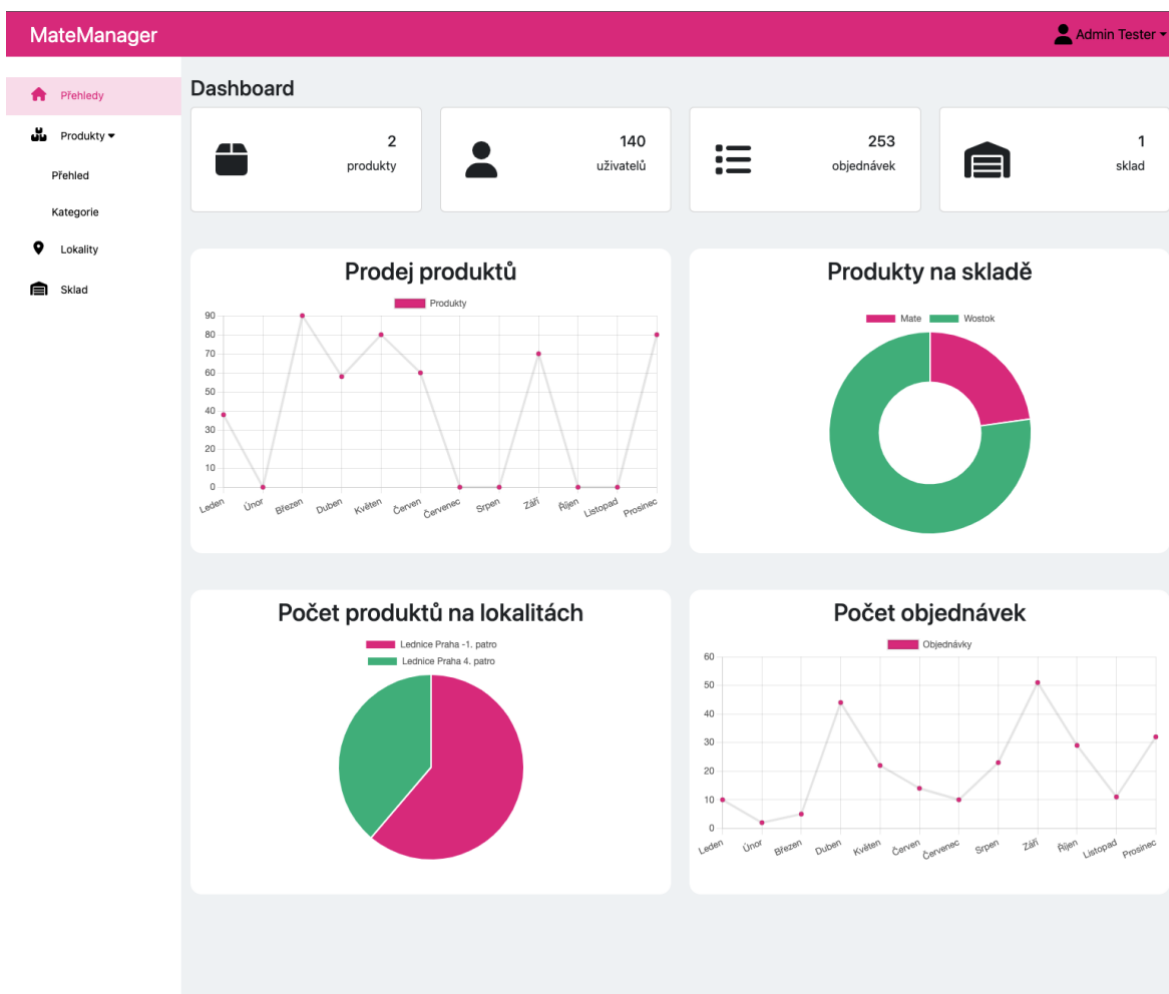 MateManager
Admin Tester
Přehledy
Produkty
Přehled
Kategorie
Lokality
Sklad
Dashboard
2
produkty
140
uživatelů
253
objednávek
1
sklad
Prodej produktů
Produkty
90
80
70
60
50
40
30
20
10
0
Leden
Únor
Březen
Duben
Květen
Červen
Červenec
Srpen
Září
Říjen
Listopad
Prosinec
Produkty na skladě
Mate
Wostok
Počet produktů na lokalitách
Lednice Praha -1. patro
Lednice Praha 4. patro
Počet objednávek
Objednávky
60
50
40
30
20
10
0
Leden
Únor
Březen
Duben
Květen
Červen
Červenec
Srpen
Září
Říjen
Listopad
Prosinec